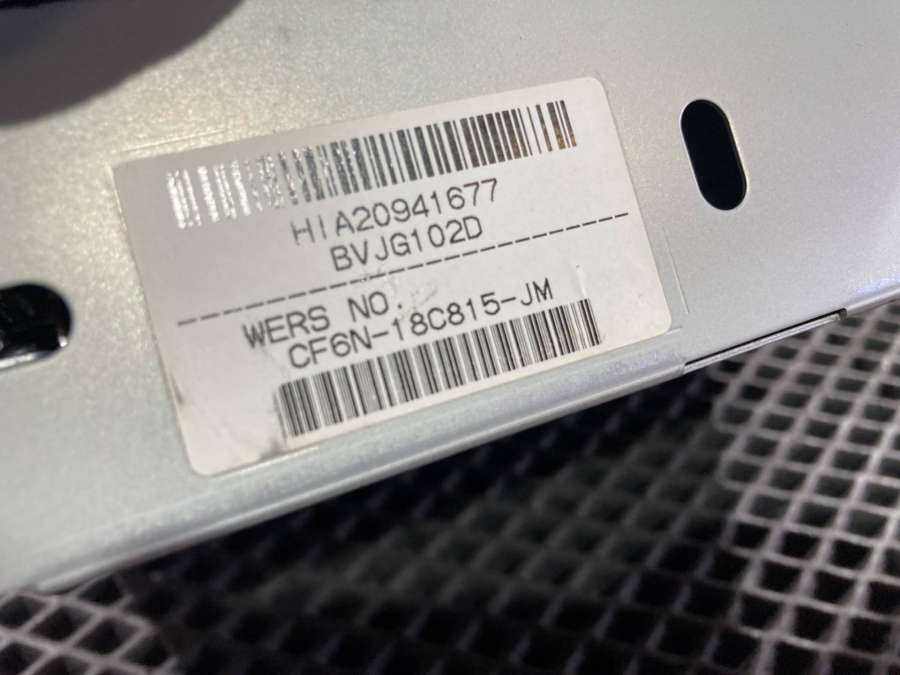 HIA20941677
BVJG102D
WERS NO.
CF6N-18C815-JM